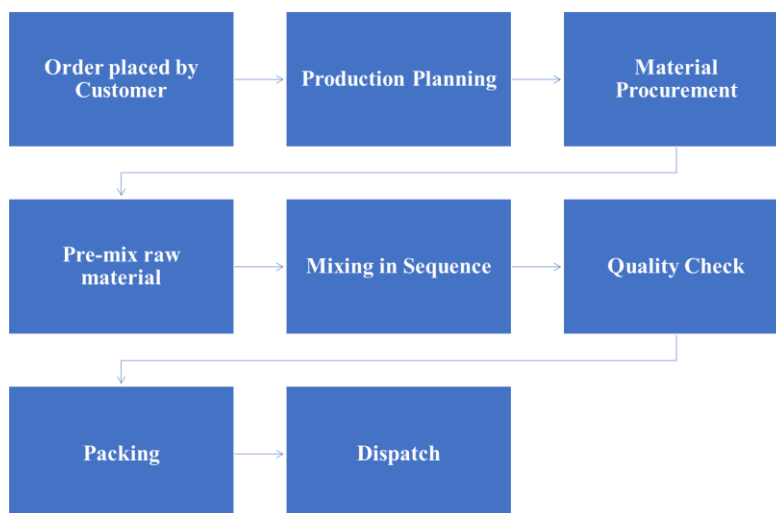 Order placed by
Customer
Production Planning
Material
Procurement
Pre-mix raw
material
Mixing in Sequence
Quality Check
Packing
Dispatch